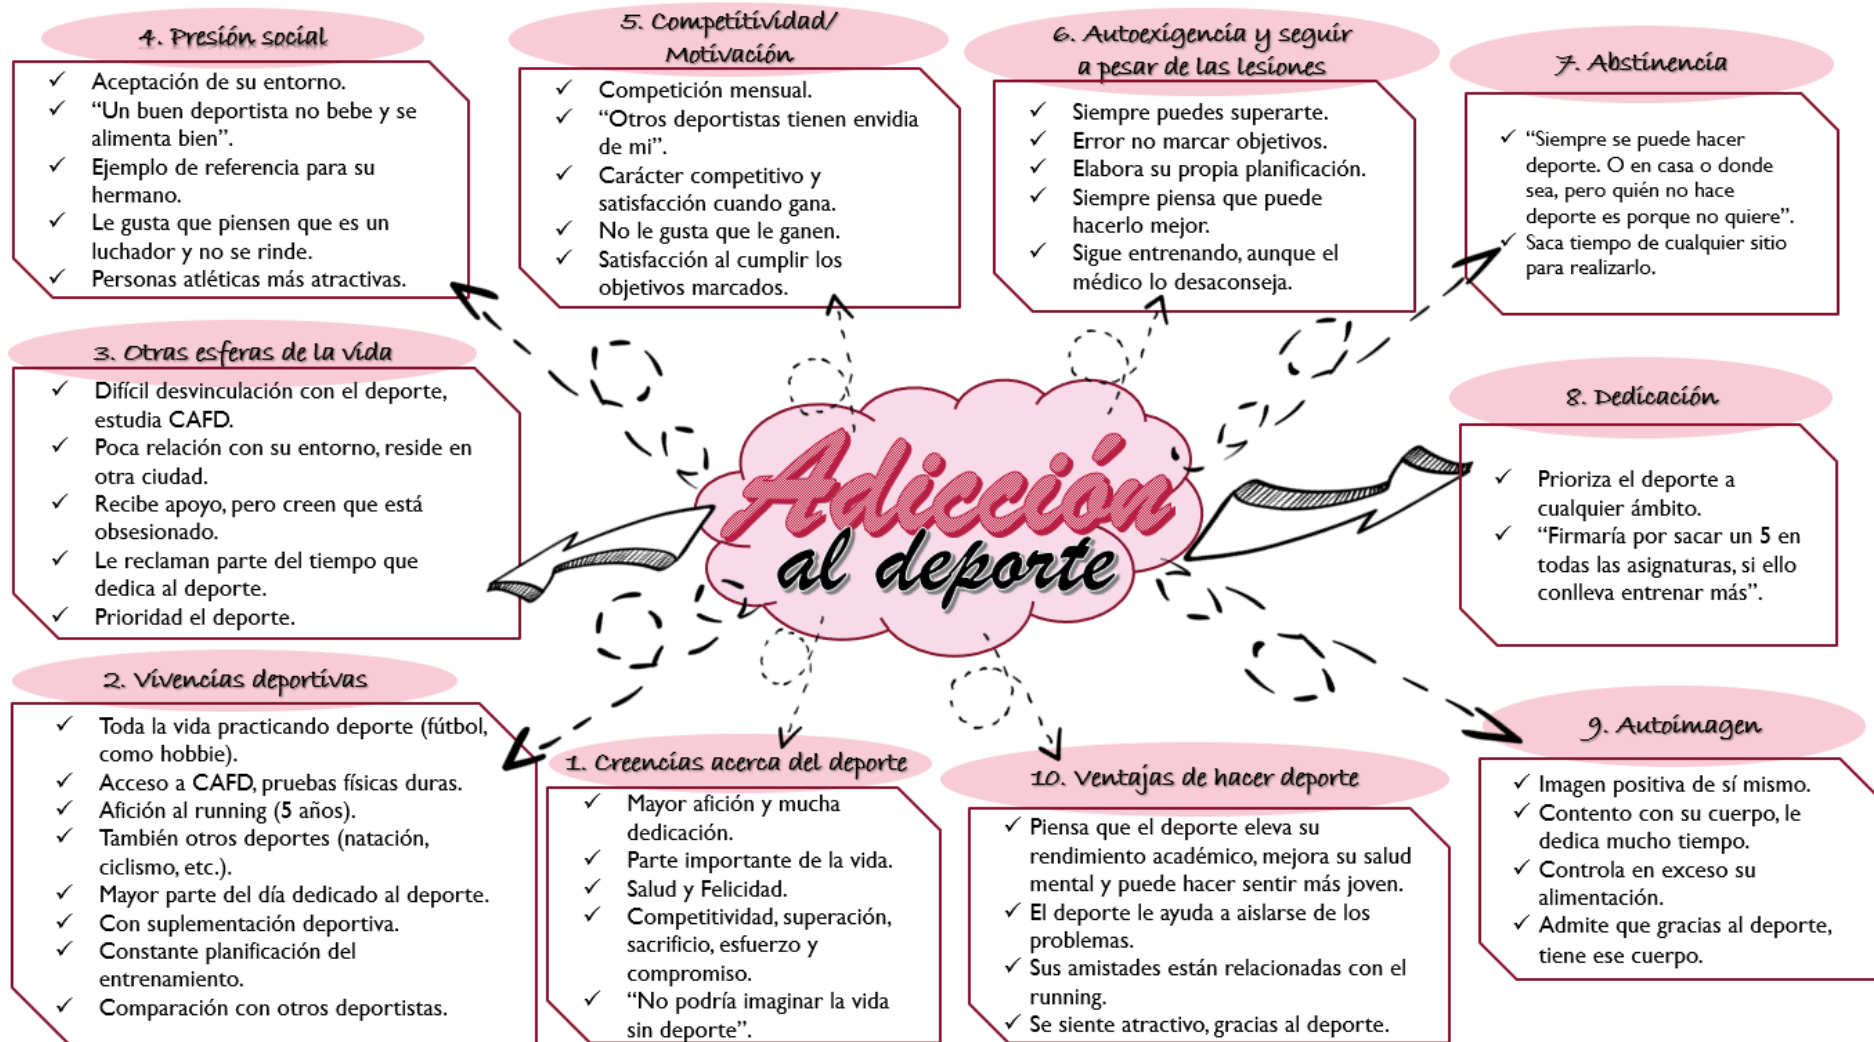 4. Presión social
✓ Aceptación de su entorno.
✓ “Un buen deportista no bebe y se
alimenta bien”.
✓ Ejemplo de referencia para su
hermano.
✓ Le gusta que piensen que es un
luchador y no se rinde.
✓ Personas atléticas más atractivas.
5. Competitividad/
Motivación
✓ Competición mensual.
✓ “Otros deportistas tienen envidia
de mi”.
✓ Carácter competitivo y
satisfacción cuando gana.
✓ No le gusta que le ganen.
✓ Satisfacción al cumplir los
objetivos marcados.
6. Autoexigencia y seguir
a pesar de las lesiones
✓ Siempre puedes superarte.
✓ Error no marcar objetivos.
✓ Elabora su propia planificación.
✓ Siempre piensa que puede
hacerlo mejor.
✓ Sigue entrenando, aunque el
médico lo desaconseja.
7. Abstinencia
✓ “Siempre se puede hacer
deporte. O en casa o donde
sea, pero quién no hace
deporte es porque no quiere”.
✓ Saca tiempo de cualquier sitio
para realizarlo.
3. Otras esferas de la vida
✓ Difícil desvinculación con el deporte,
estudia CAFD.
✓ Poca relación con su entorno, reside en
otra ciudad.
✓ Recibe apoyo, pero creen que está
obsesionado.
✓ Le reclaman parte del tiempo que
dedica al deporte.
✓ Prioridad el deporte.
Adicción
al deporte
8. Dedicación
✓ Prioriza el deporte a
cualquier ámbito.
✓ “Firmaría por sacar un 5 en
todas las asignaturas, si ello
conlleva entrenar más”.
2. Vivencias deportivas
✓ Toda la vida practicando deporte (fútbol,
como hobbie).
✓ Acceso a CAFD, pruebas físicas duras.
✓ Afición al running (5 años).
✓ También otros deportes (natación,
ciclismo, etc.).
✓ Mayor parte del día dedicado al deporte.
✓ Con suplementación deportiva.
✓ Constante planificación del
entrenamiento.
✓ Comparación con otros deportistas.
1. Creencias acerca del deporte
✓ Mayor afición y mucha
dedicación.
✓ Parte importante de la vida.
✓ Salud y Felicidad.
✓ Competitividad, superación,
sacrificio, esfuerzo y
compromiso.
✓ “No podría imaginar la vida
sin deporte”.
10. Ventajas de hacer deporte
✓ Piensa que el deporte eleva su
rendimiento académico, mejora su salud
mental y puede hacer sentir más joven.
✓ El deporte le ayuda a aislarse de los
problemas.
✓ Sus amistades están relacionadas con el
running.
✓ Se siente atractivo, gracias al deporte.
9. Autoimagen
✓ Imagen positiva de sí mismo.
✓ Contento con su cuerpo, le
dedica mucho tiempo.
✓ Controla en exceso su
alimentación.
✓ Admite que gracias al deporte,
tiene ese cuerpo.